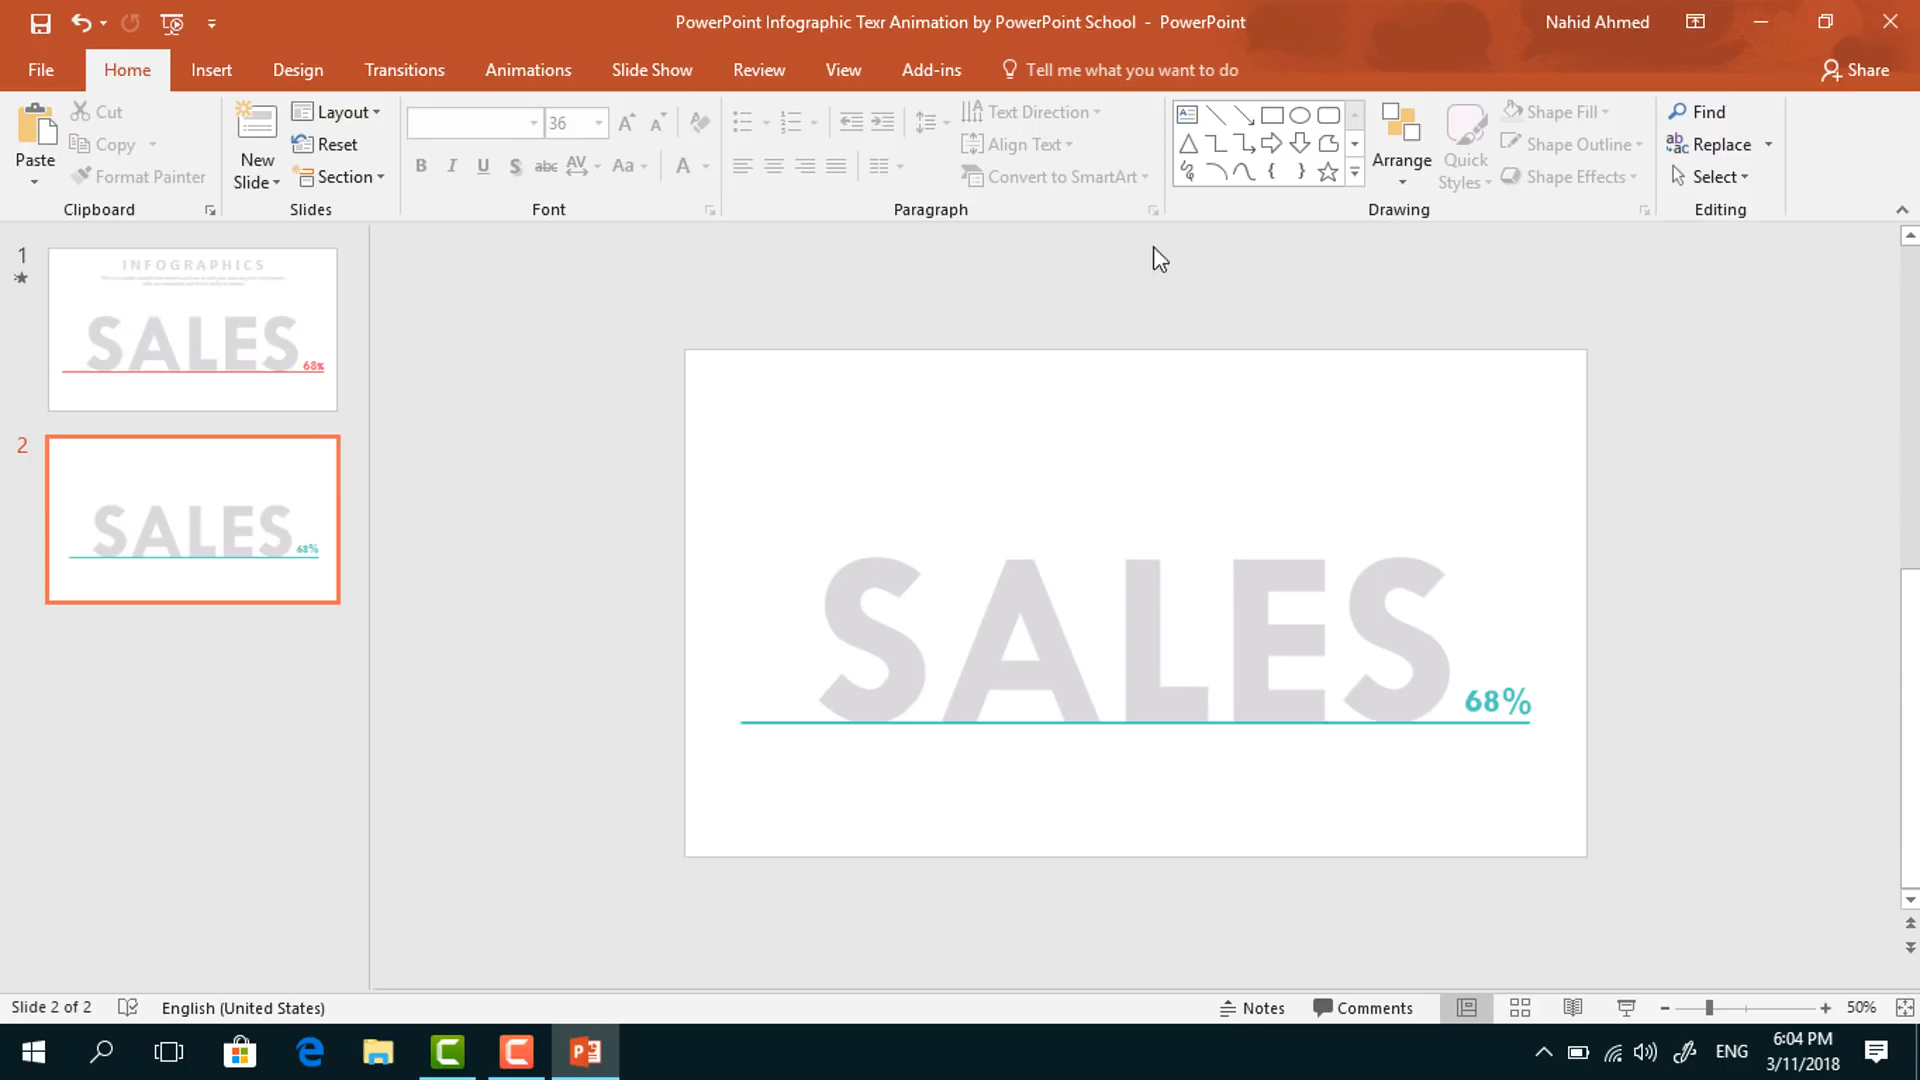 PowerPoint Infographic Texr Animation by PowerPoint School - PowerPoint
Nahid Ahmed
File Home Insert Design Transitions Animations Slide Show Review View Add-ins Tell me what you want to do Share
Paste
Cut
Copy
Format Painter
Clipboard
New Slide
Layout
Reset
Section
Slides
36
B I U S abc AV Aa A
Font
Text Direction
Align Text
Convert to SmartArt
Paragraph
Arrange
Quick Styles
Shape Fill
Shape Outline
Shape Effects
Drawing
Find
Replace
Select
Editing
1
INFOGRAPHICS
SALES
68%
2
SALES
68%
SALES
68%
Slide 2 of 2
English (United States)
Notes
Comments
50%
ENG
6:04 PM
3/11/2018